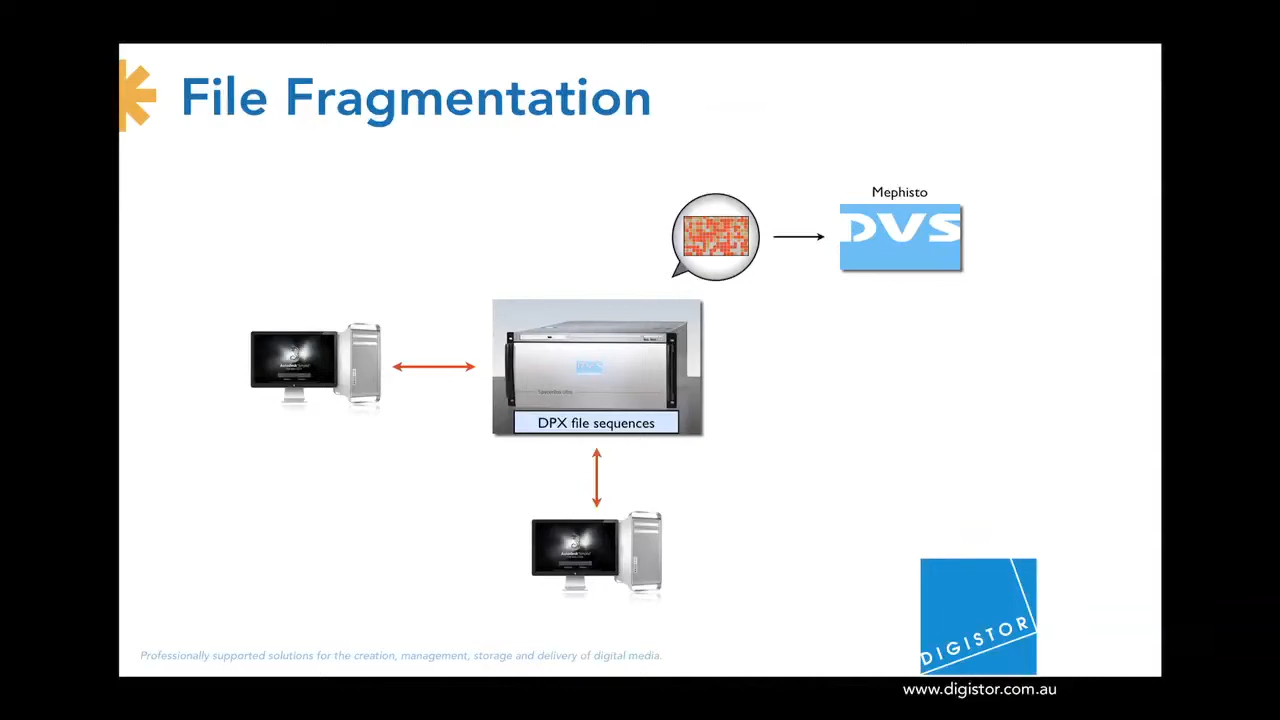 File Fragmentation
Mephisto
DVS
DVS
DPX file sequences
DIGISTOR
Professionally supported solutions for the creation, management, storage and delivery of digital media.
www.digistor.com.au